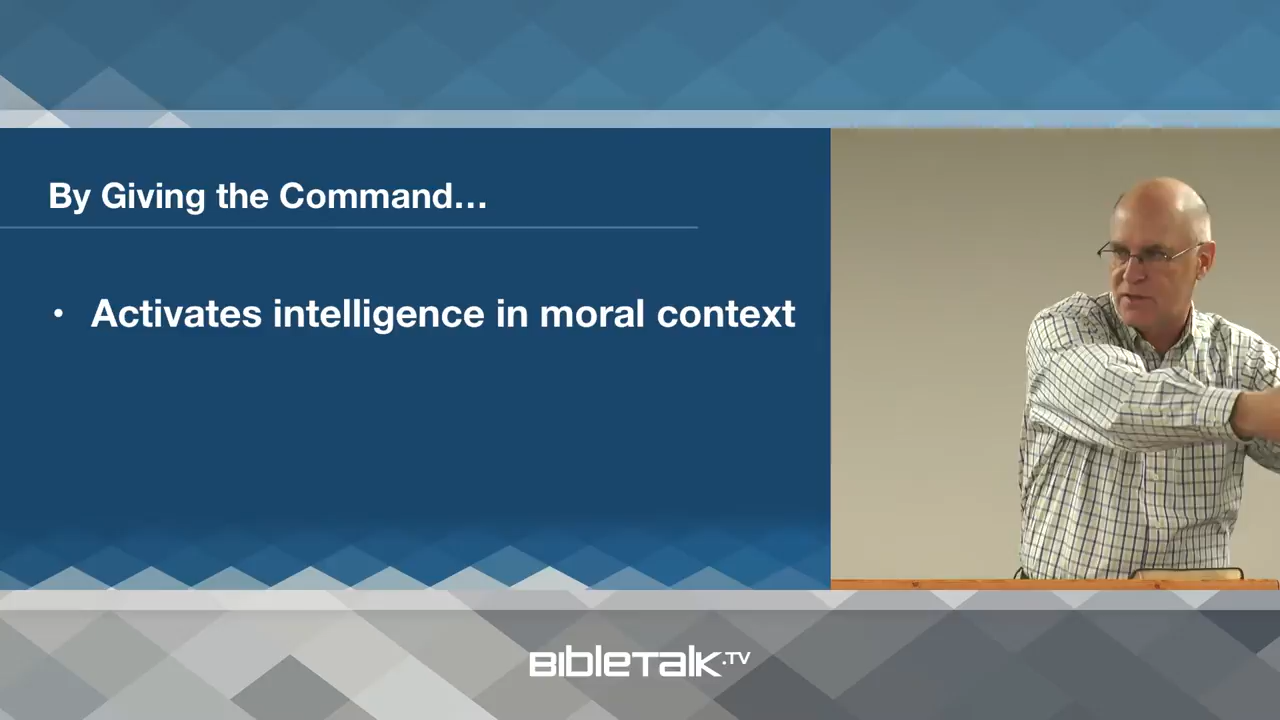 By Giving the Command…
• Activates intelligence in moral context
BibleTalk.TV